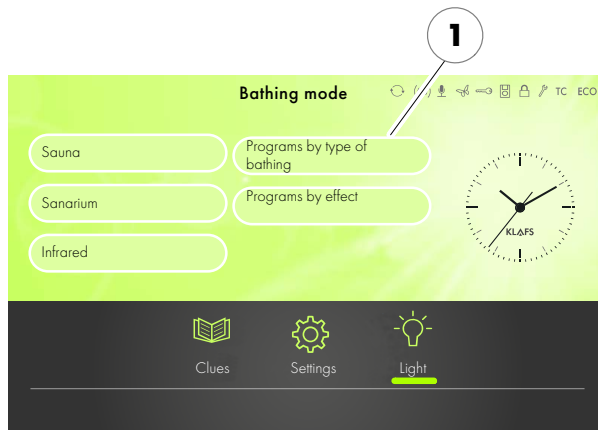 1
Bathing mode
TC ECO
Sauna
Programs by type of
bathing
Sanarium
Programs by effect
Infrared
KLAFS
Clues
Settings
Light